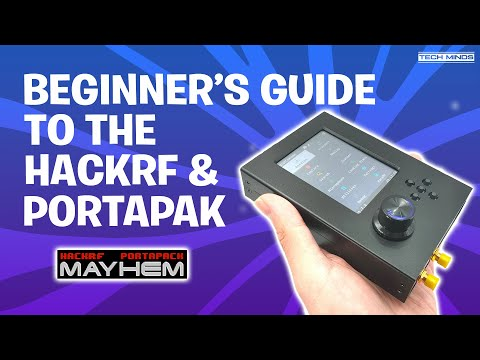 TECH MINDS
BEGINNER'S GUIDE
TO THE
HACKRF &
PORTAPAK
HACKRF PORTAPACK
MAYHEM